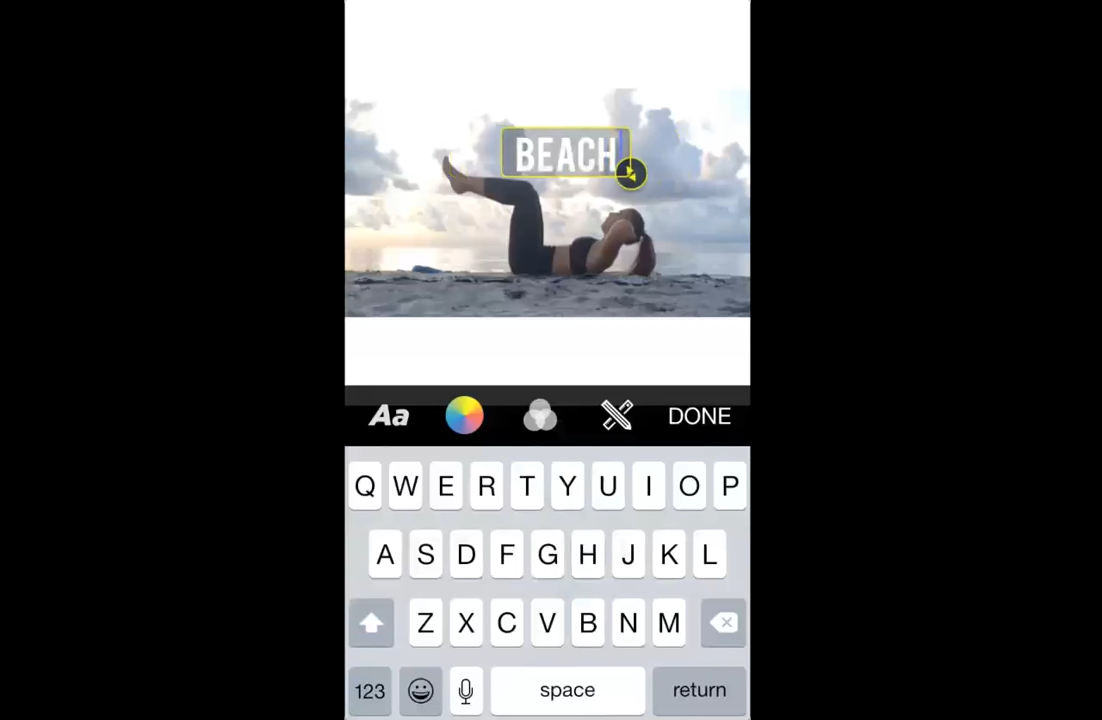 BEACH
Aa DONE
Q W E R T Y U I O P
A S D F G H J K L
Z X C V B N M
123 space return